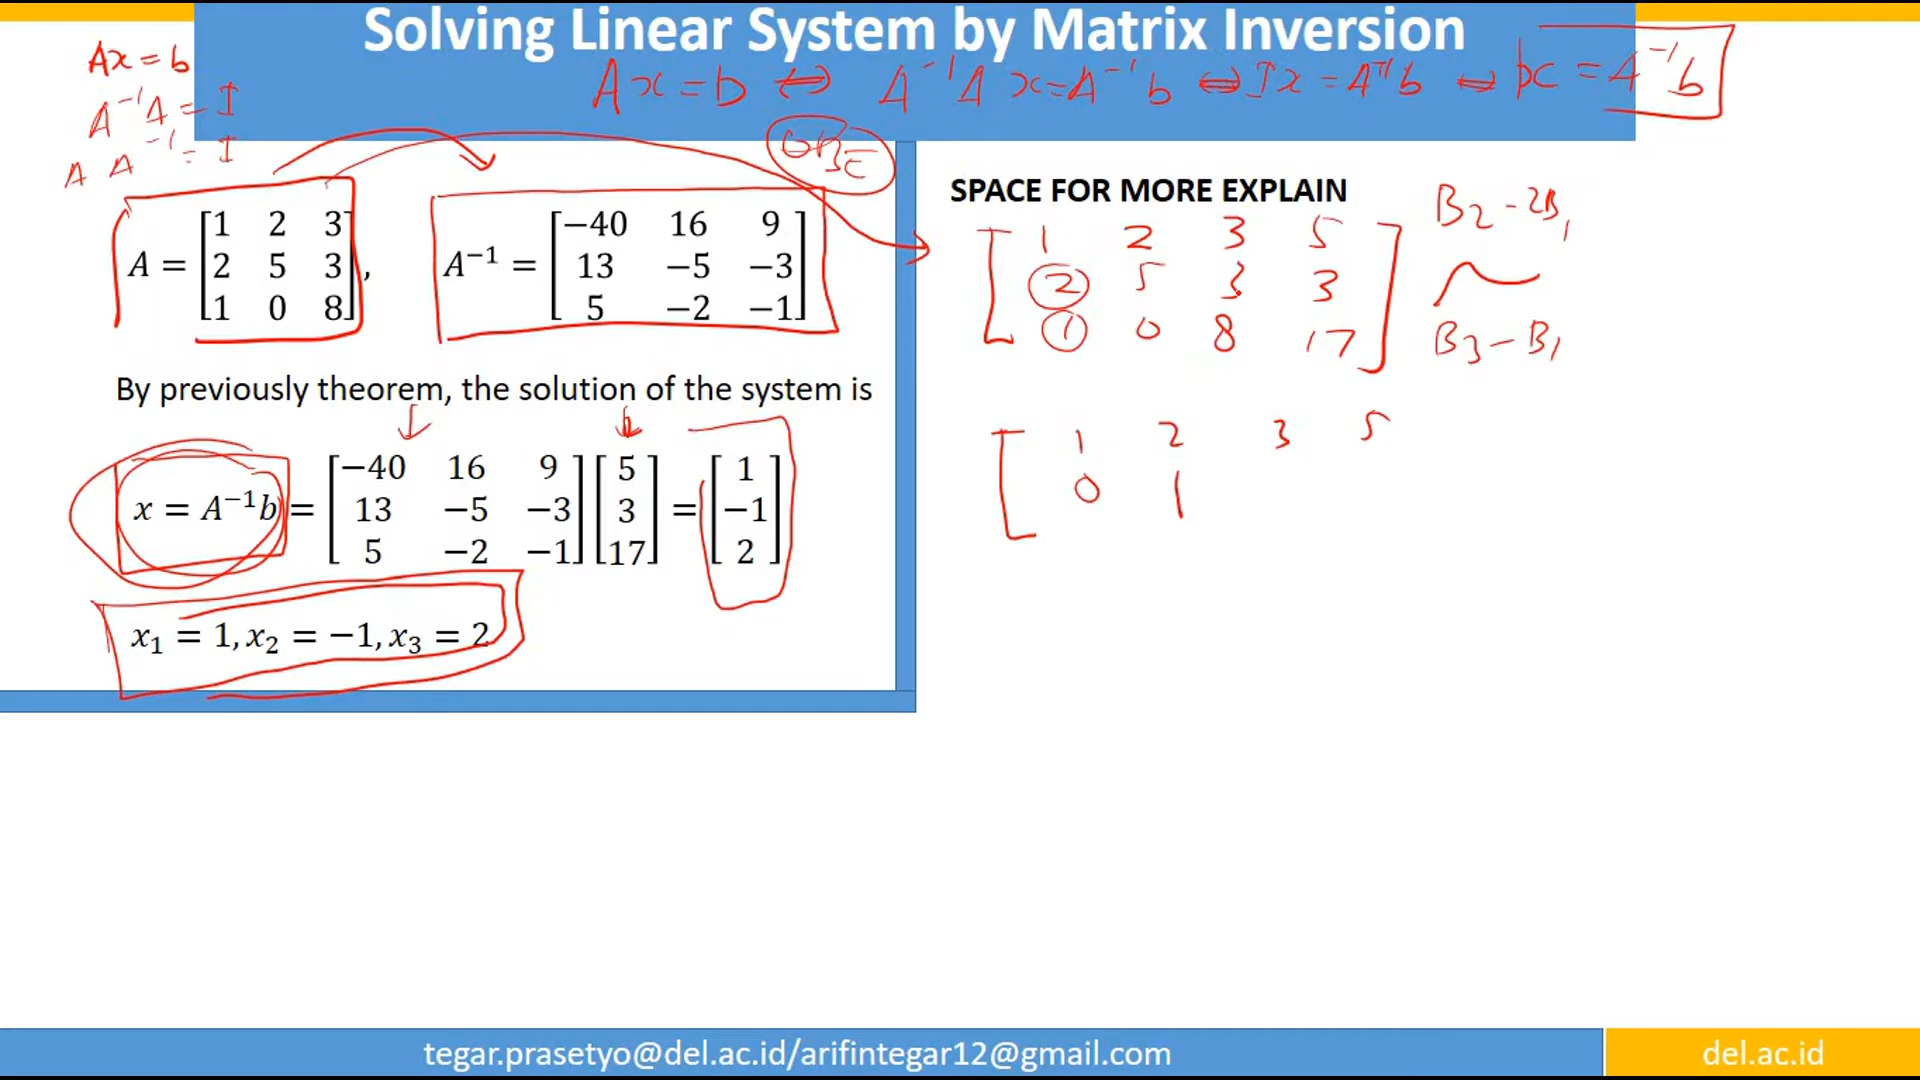 Solving Linear System by Matrix Inversion
Ax = b
A⁻¹A = I
A A⁻¹ = I
Ax = b ⇔ A⁻¹Ax = A⁻¹b ⇔ Ix = A⁻¹b ⇔ x = A⁻¹b
A = [1 2 3
2 5 3
1 0 8],
A⁻¹ = [−40 16 9
13 −5 −3
5 −2 −1]
By previously theorem, the solution of the system is
x = A⁻¹b = [−40 16 9
13 −5 −3
5 −2 −1] [5
3
17] = [1
−1
2]
x₁ = 1, x₂ = −1, x₃ = 2
SPACE FOR MORE EXPLAIN
[1 2 3 5
2 5 3 3
1 0 8 17]
B₂ - 2B₁
B₃ - B₁
[1 2 3 5
0 1
tegar.prasetyo@del.ac.id/arifintegar12@gmail.com
del.ac.id